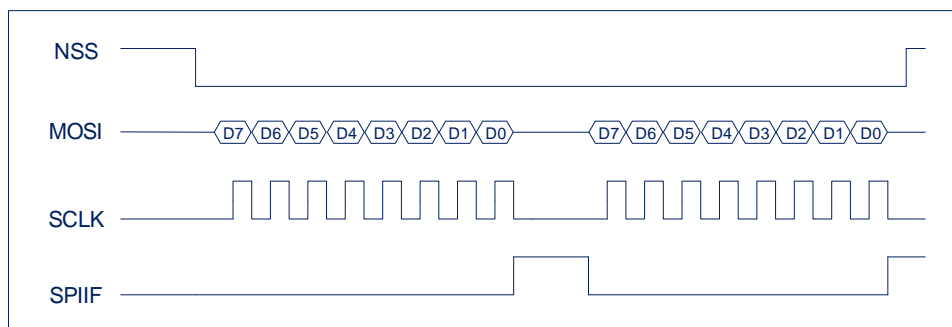 NSS
MOSI D7 D6 D5 D4 D3 D2 D1 D0 D7 D6 D5 D4 D3 D2 D1 D0
SCLK
SPIIF